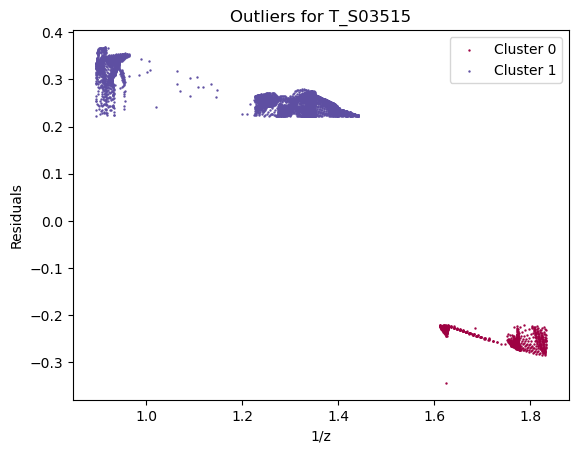 Outliers for T_S03515
Cluster 0
Cluster 1
Residuals
0.4
0.3
0.2
0.1
0.0
−0.1
−0.2
−0.3
1.0 1.2 1.4 1.6 1.8
1/z